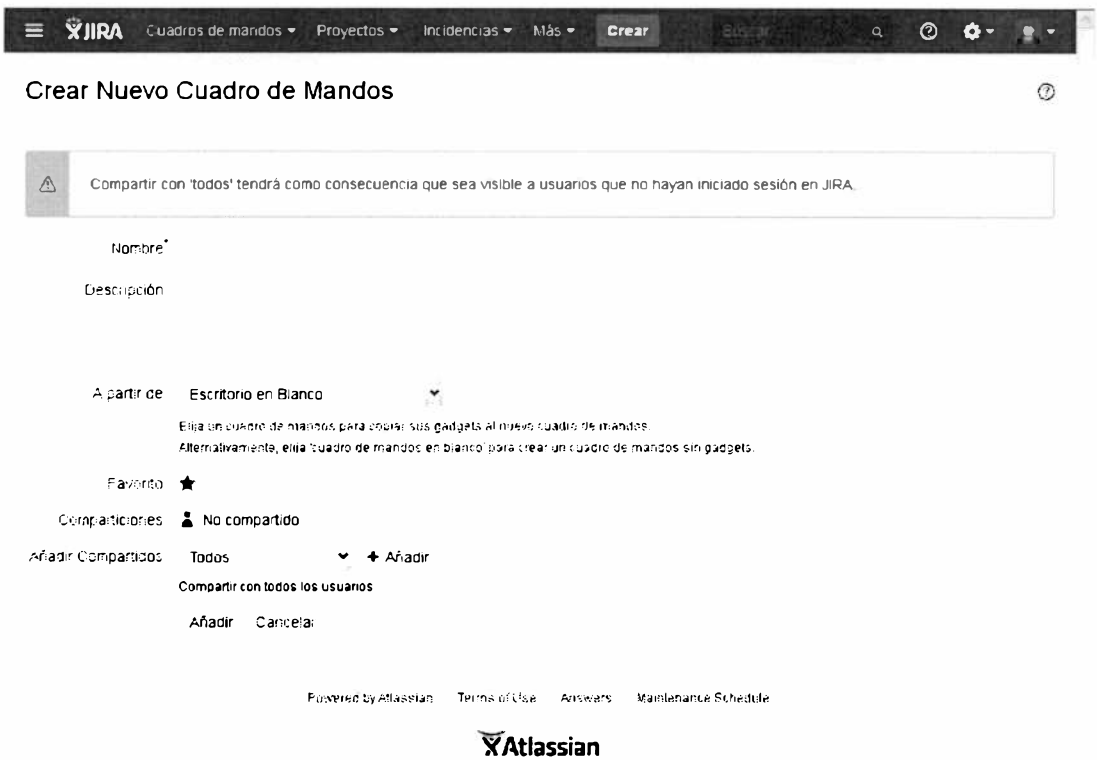 JIRA Cuadros de mandos Proyectos Incidencias Más Crear Buscar
Crear Nuevo Cuadro de Mandos
Compartir con 'todos' tendrá como consecuencia que sea visible a usuarios que no hayan iniciado sesión en JIRA.
Nombre*
Descripción
A partir de Escritorio en Blanco
Elija un cuadro de mandos para copiar sus gadgets al nuevo cuadro de mandos.
Alternativamente, elija 'cuadro de mandos en blanco' para crear un cuadro de mandos sin gadgets.
Favorito
Comparticiones No compartido
Añadir Compartidos Todos + Añadir
Compartir con todos los usuarios
Añadir Cancelar
Powered by Atlassian Terms of Use Answers Maintenance Schedule
Atlassian